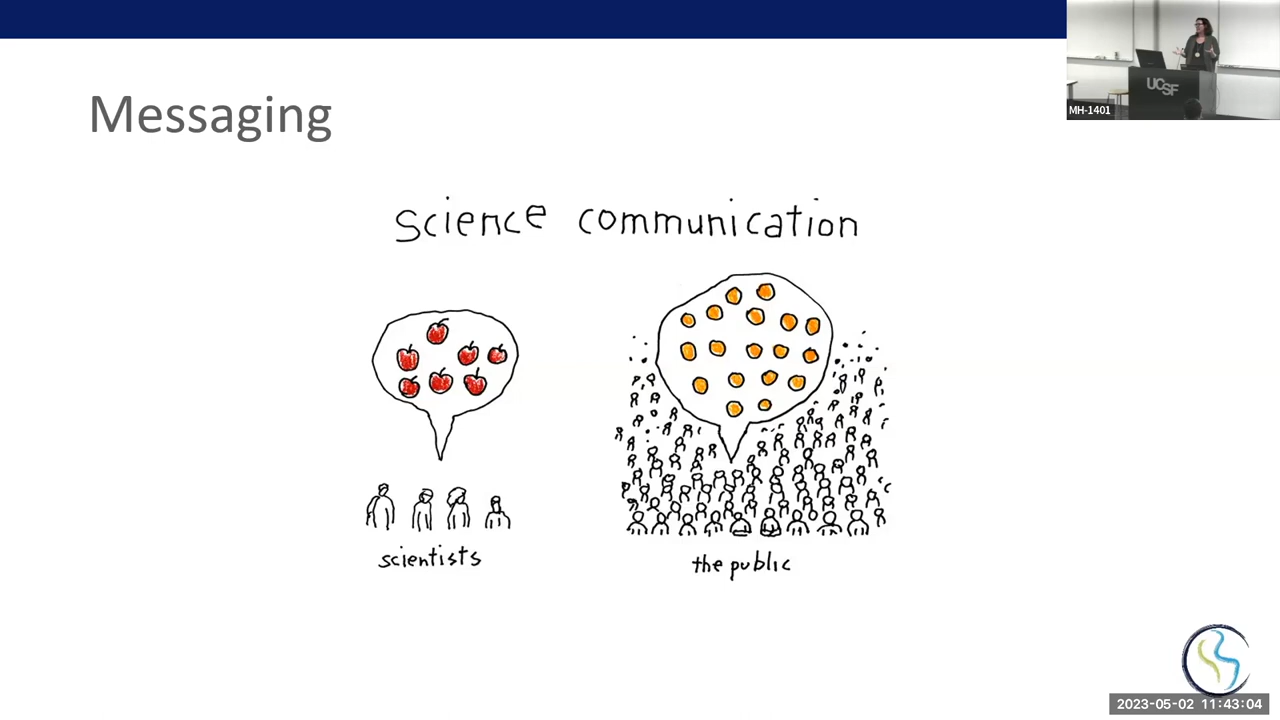 Messaging
science communication
scientists
the public
UCSF
MH-1401
2023-05-02 11:43:04